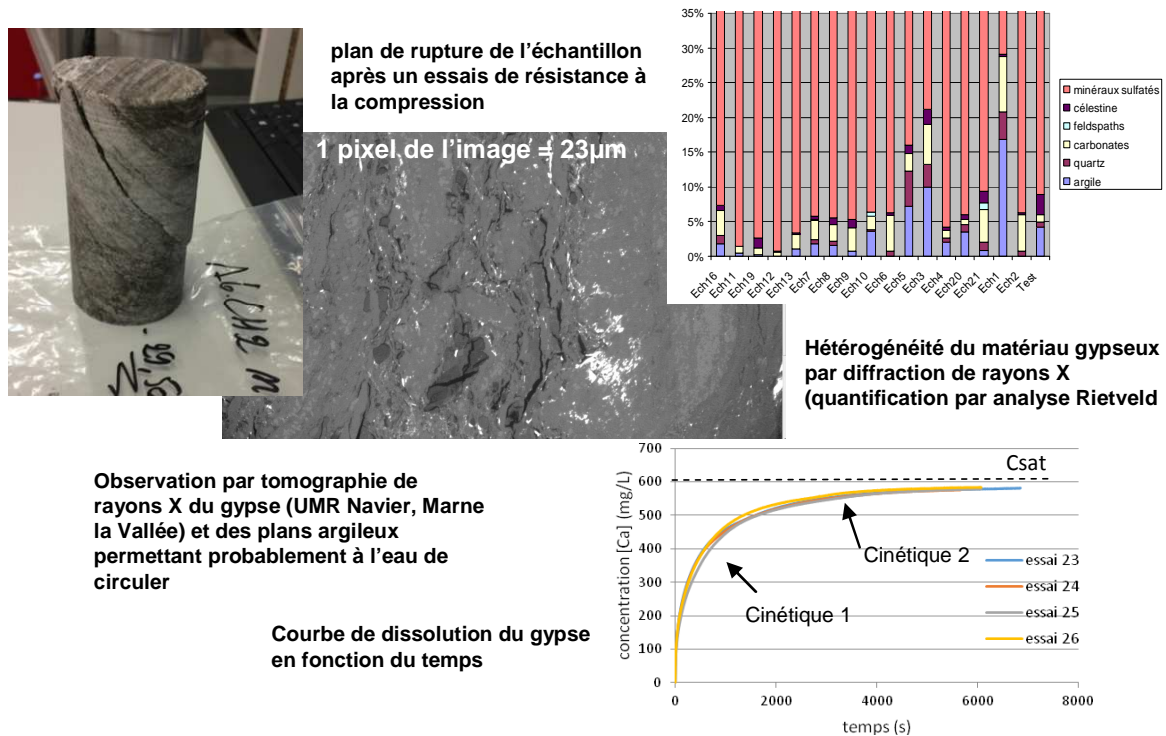 plan de rupture de l'échantillon
après un essais de résistance à
la compression
1 pixel de l'image = 23µm
35%
30%
25%
20%
15%
10%
5%
0%
Ech16
Ech11
Ech19
Ech12
Ech13
Ech7
Ech8
Ech9
Ech10
Ech6
Ech5
Ech3
Ech4
Ech20
Ech21
Ech1
Ech2
Test
minéraux sulfatés
célestine
feldspaths
carbonates
quartz
argile
Hétérogénéité du matériau gypseux
par diffraction de rayons X
(quantification par analyse Rietveld
Observation par tomographie de
rayons X du gypse (UMR Navier, Marne
la Vallée) et des plans argileux
permettant probablement à l'eau de
circuler
Courbe de dissolution du gypse
en fonction du temps
concentration [Ca] (mg/L)
700
600
500
400
300
200
100
0
Csat
Cinétique 2
Cinétique 1
essai 23
essai 24
essai 25
essai 26
0
2000
4000
6000
8000
temps (s)